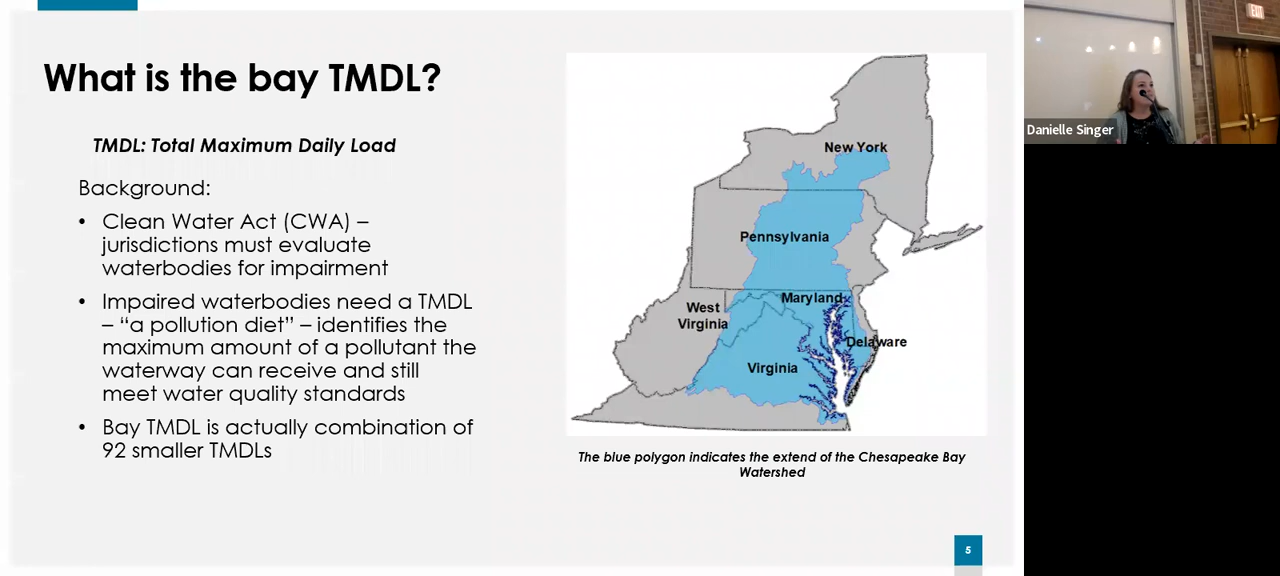 What is the bay TMDL?
TMDL: Total Maximum Daily Load
Background:
• Clean Water Act (CWA) –
jurisdictions must evaluate
waterbodies for impairment
• Impaired waterbodies need a TMDL
– “a pollution diet” – identifies the
maximum amount of a pollutant the
waterway can receive and still
meet water quality standards
• Bay TMDL is actually combination of
92 smaller TMDLs
New York
Pennsylvania
West
Virginia
Maryland
Delaware
Virginia
The blue polygon indicates the extend of the Chesapeake Bay
Watershed
5
Danielle Singer
EXIT